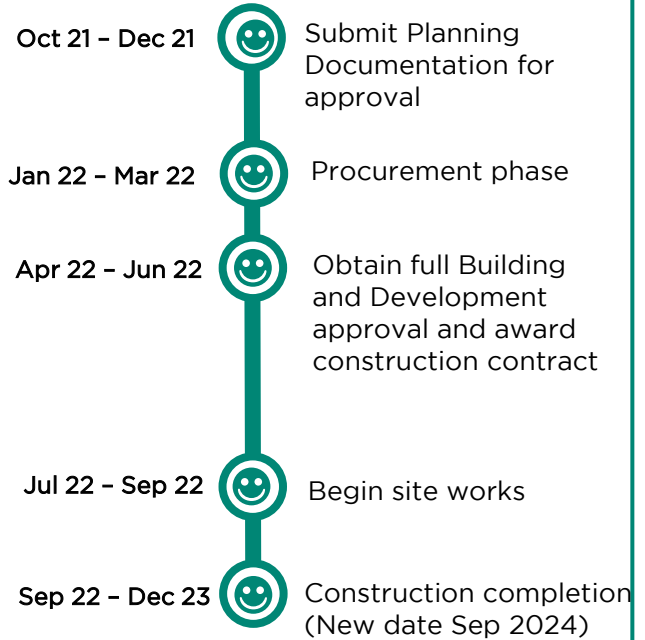 Oct 21 – Dec 21
Submit Planning
Documentation for
approval
Jan 22 – Mar 22
Procurement phase
Apr 22 – Jun 22
Obtain full Building
and Development
approval and award
construction contract
Jul 22 – Sep 22
Begin site works
Sep 22 – Dec 23
Construction completion
(New date Sep 2024)